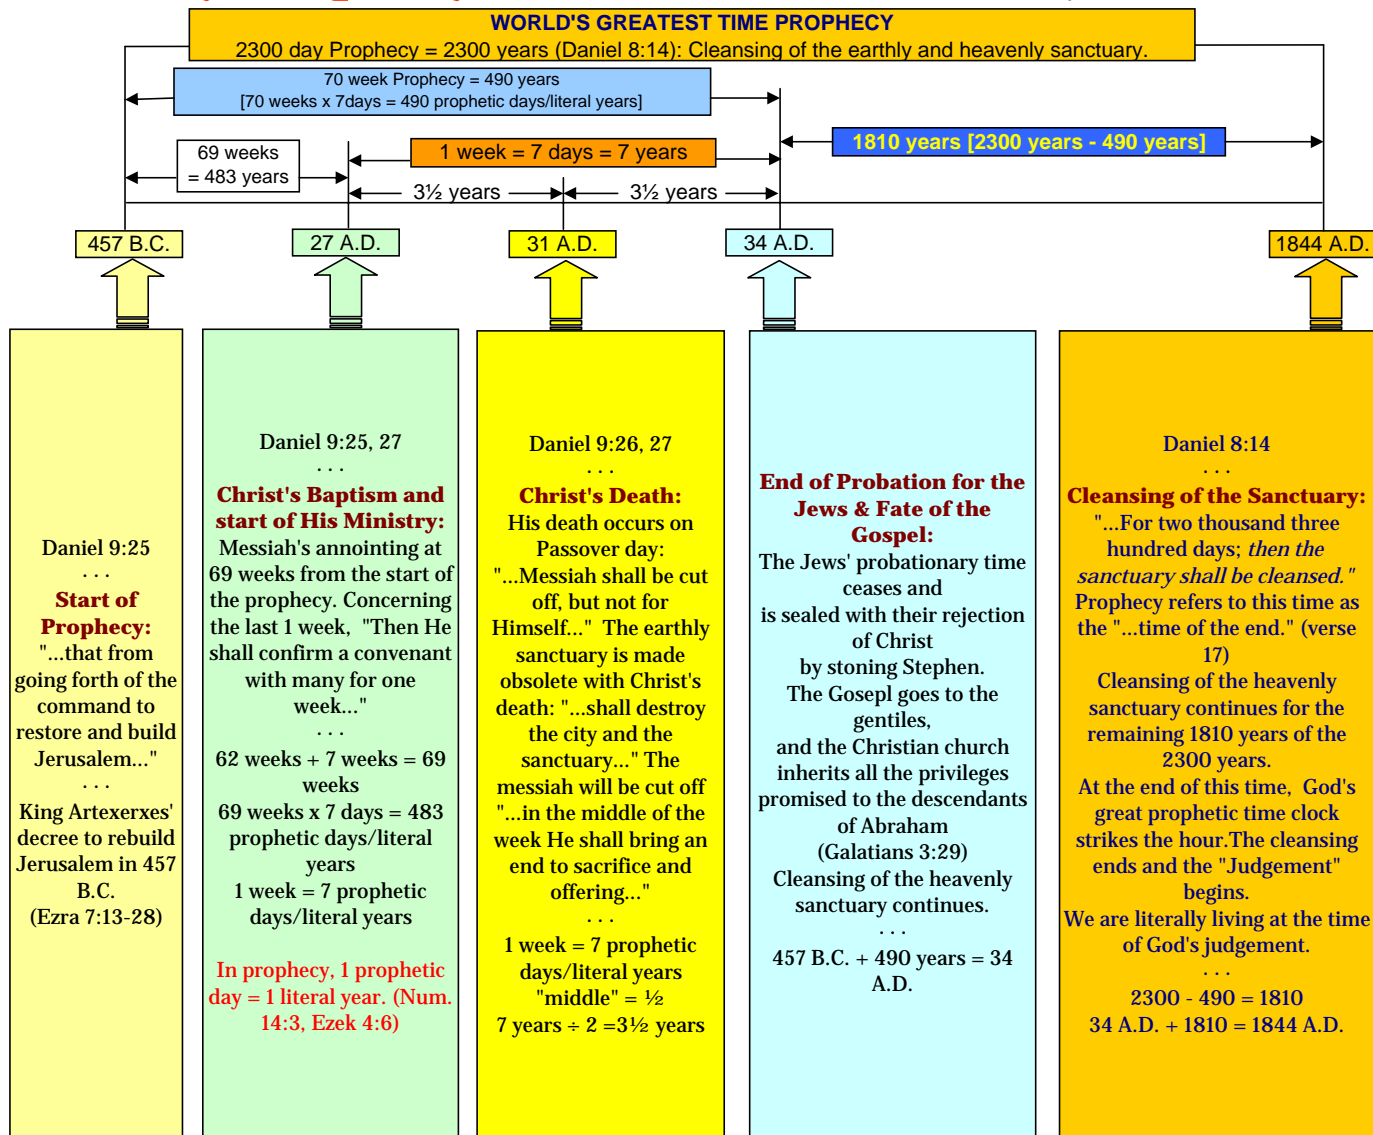 WORLD'S GREATEST TIME PROPHECY
2300 day Prophecy = 2300 years (Daniel 8:14): Cleansing of the earthly and heavenly sanctuary.
70 week Prophecy = 490 years
[70 weeks x 7days = 490 prophetic days/literal years]
69 weeks
= 483 years
1 week = 7 days = 7 years
1810 years [2300 years - 490 years]
3½ years
3½ years
457 B.C.
27 A.D.
31 A.D.
34 A.D.
1844 A.D.
Daniel 9:25
. . .
Start of
Prophecy:
"...that from
going forth of the
command to
restore and build
Jerusalem..."
. . .
King Artexerxes'
decree to rebuild
Jerusalem in 457
B.C.
(Ezra 7:13-28)
Daniel 9:25, 27
. . .
Christ's Baptism and
start of His Ministry:
Messiah's annointing at
69 weeks from the start of
the prophecy. Concerning
the last 1 week, "Then He
shall confirm a convenant
with many for one
week..."
. . .
62 weeks + 7 weeks = 69
weeks
69 weeks x 7 days = 483
prophetic days/literal
years
1 week = 7 prophetic
days/literal years
In prophecy, 1 prophetic
day = 1 literal year. (Num.
14:3, Ezek 4:6)
Daniel 9:26, 27
. . .
Christ's Death:
His death occurs on
Passover day:
"...Messiah shall be cut
off, but not for
Himself..." The earthly
sanctuary is made
obsolete with Christ's
death: "...shall destroy
the city and the
sanctuary..." The
messiah will be cut off
"...in the middle of the
week He shall bring an
end to sacrifice and
offering..."
. . .
1 week = 7 prophetic
days/literal years
"middle" = ½
7 years ÷ 2 =3½ years
End of Probation for the
Jews & Fate of the
Gospel:
The Jews' probationary time
ceases and
is sealed with their rejection
of Christ
by stoning Stephen.
The Gosepl goes to the
gentiles,
and the Christian church
inherits all the privileges
promised to the descendants
of Abraham
(Galatians 3:29)
Cleansing of the heavenly
sanctuary continues.
. . .
457 B.C. + 490 years = 34
A.D.
Daniel 8:14
. . .
Cleansing of the Sanctuary:
"...For two thousand three
hundred days; then the
sanctuary shall be cleansed."
Prophecy refers to this time as
the "...time of the end." (verse
17)
Cleansing of the heavenly
sanctuary continues for the
remaining 1810 years of the
2300 years.
At the end of this time, God's
great prophetic time clock
strikes the hour.The cleansing
ends and the "Judgement"
begins.
We are literally living at the time
of God's judgement.
. . .
2300 - 490 = 1810
34 A.D. + 1810 = 1844 A.D.